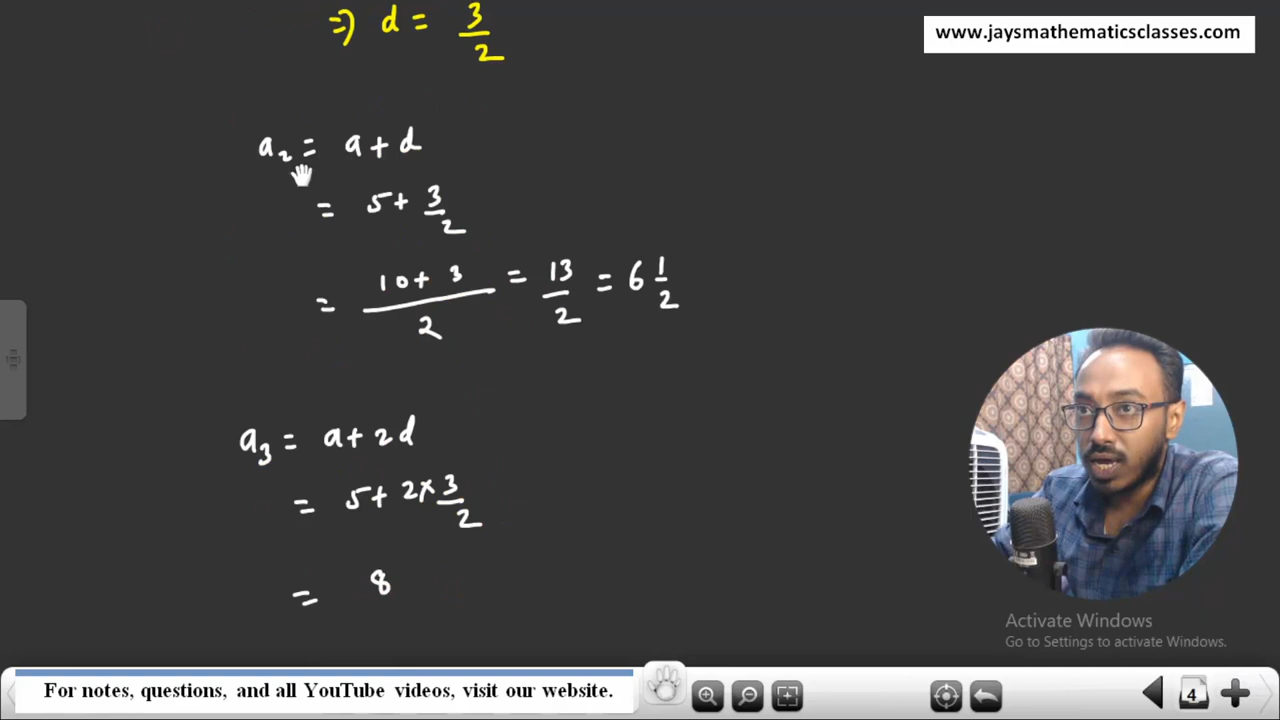 ⇒ d = 3/2
www.jaysmathematicsclasses.com
a₂ = a + d
= 5 + 3/2
= (10 + 3)/2 = 13/2 = 6 1/2
a₃ = a + 2d
= 5 + 2 × 3/2
= 8
Activate Windows
Go to Settings to activate Windows.
For notes, questions, and all YouTube videos, visit our website.
4